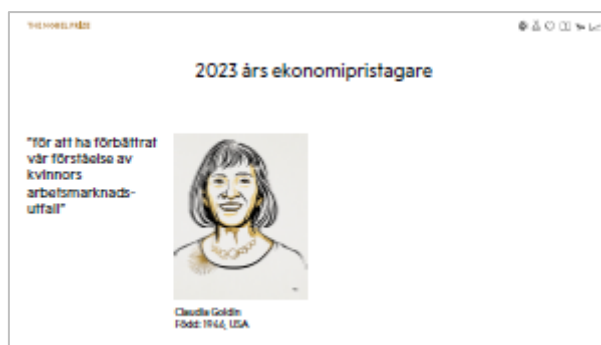 THE NOBEL PRIZE
2023 års ekonomipristagare
"för att ha förbättrat
vår förståelse av
kvinnors
arbetsmarknads-
utfall"
Claudia Goldin
Född: 1946, USA